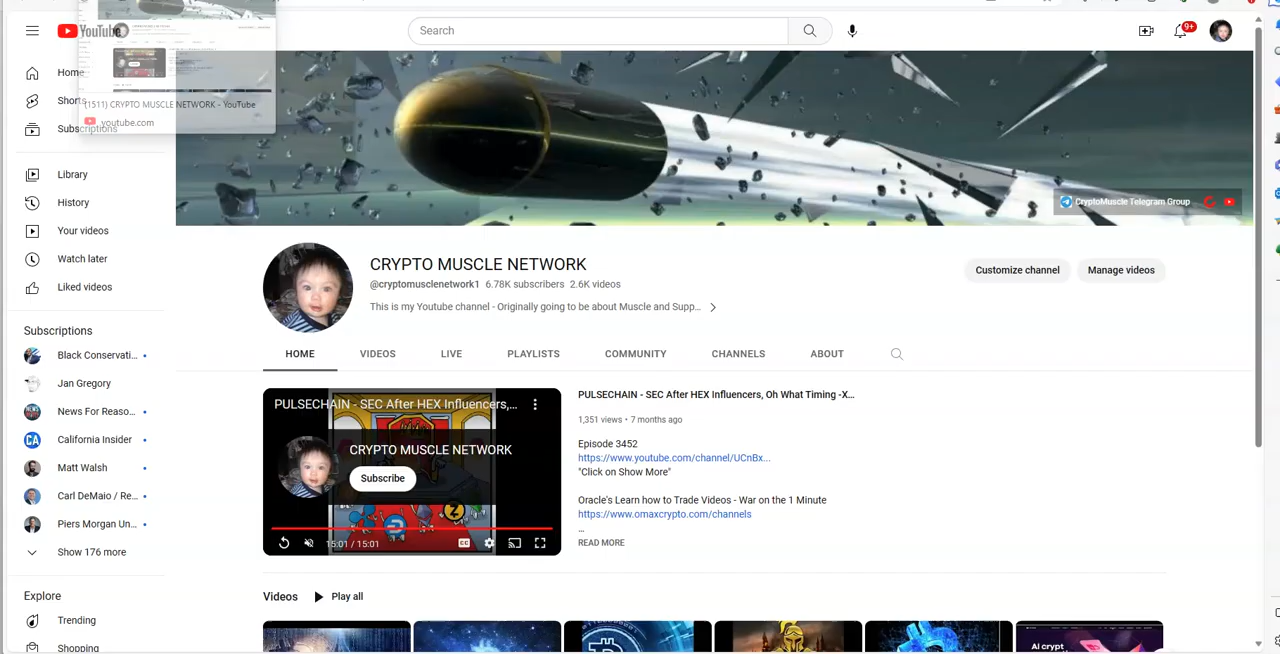 YouTube
Search
9+
Home
Shorts
(1511) CRYPTO MUSCLE NETWORK - YouTube
youtube.com
Subscriptions
Library
History
Your videos
Watch later
Liked videos
Subscriptions
Black Conservati...
Jan Gregory
News For Reaso...
CA
California Insider
Matt Walsh
Carl DeMaio / Re...
Piers Morgan Un...
Show 176 more
Explore
Trending
Shopping
CryptoMuscle Telegram Group
CRYPTO MUSCLE NETWORK
@cryptomusclenetwork1 6.78K subscribers 2.6K videos
This is my Youtube channel - Originally going to be about Muscle and Supp...
Customize channel
Manage videos
HOME VIDEOS LIVE PLAYLISTS COMMUNITY CHANNELS ABOUT
PULSECHAIN - SEC After HEX Influencers,...
CRYPTO MUSCLE NETWORK
Subscribe
15:01 / 15:01
CC
PULSECHAIN - SEC After HEX Influencers, Oh What Timing -X...
1,351 views • 7 months ago
Episode 3452
https://www.youtube.com/channel/UCnBx...
"Click on Show More"
Oracle's Learn how to Trade Videos - War on the 1 Minute
https://www.omaxcrypto.com/channels
...
READ MORE
Videos
Play all
AI crypt